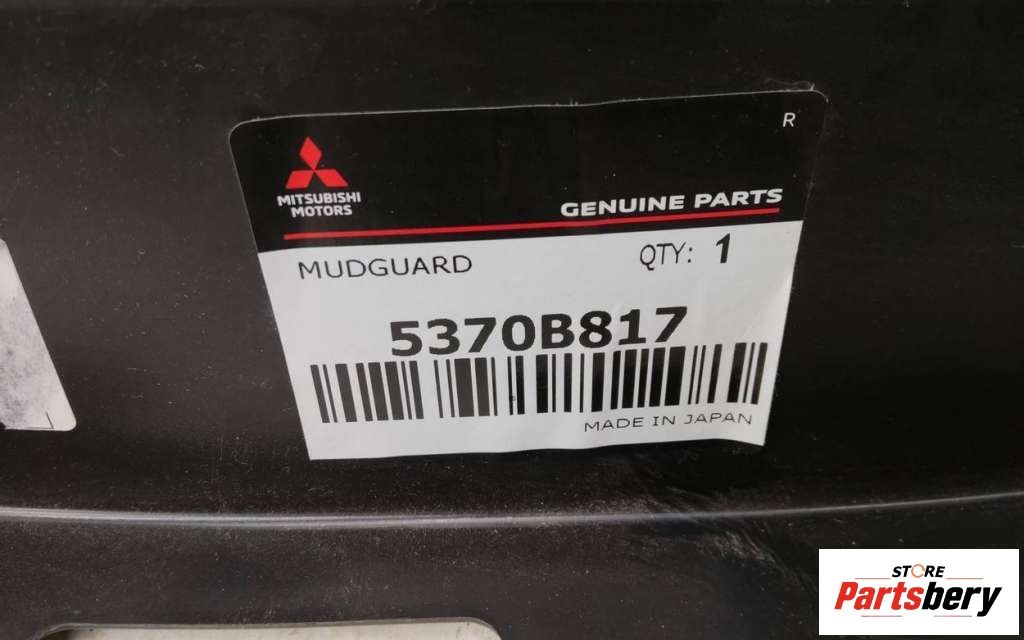 R
MITSUBISHI
MOTORS
GENUINE PARTS
MUDGUARD
QTY: 1
5370B817
MADE IN JAPAN
STORE
Partsbery